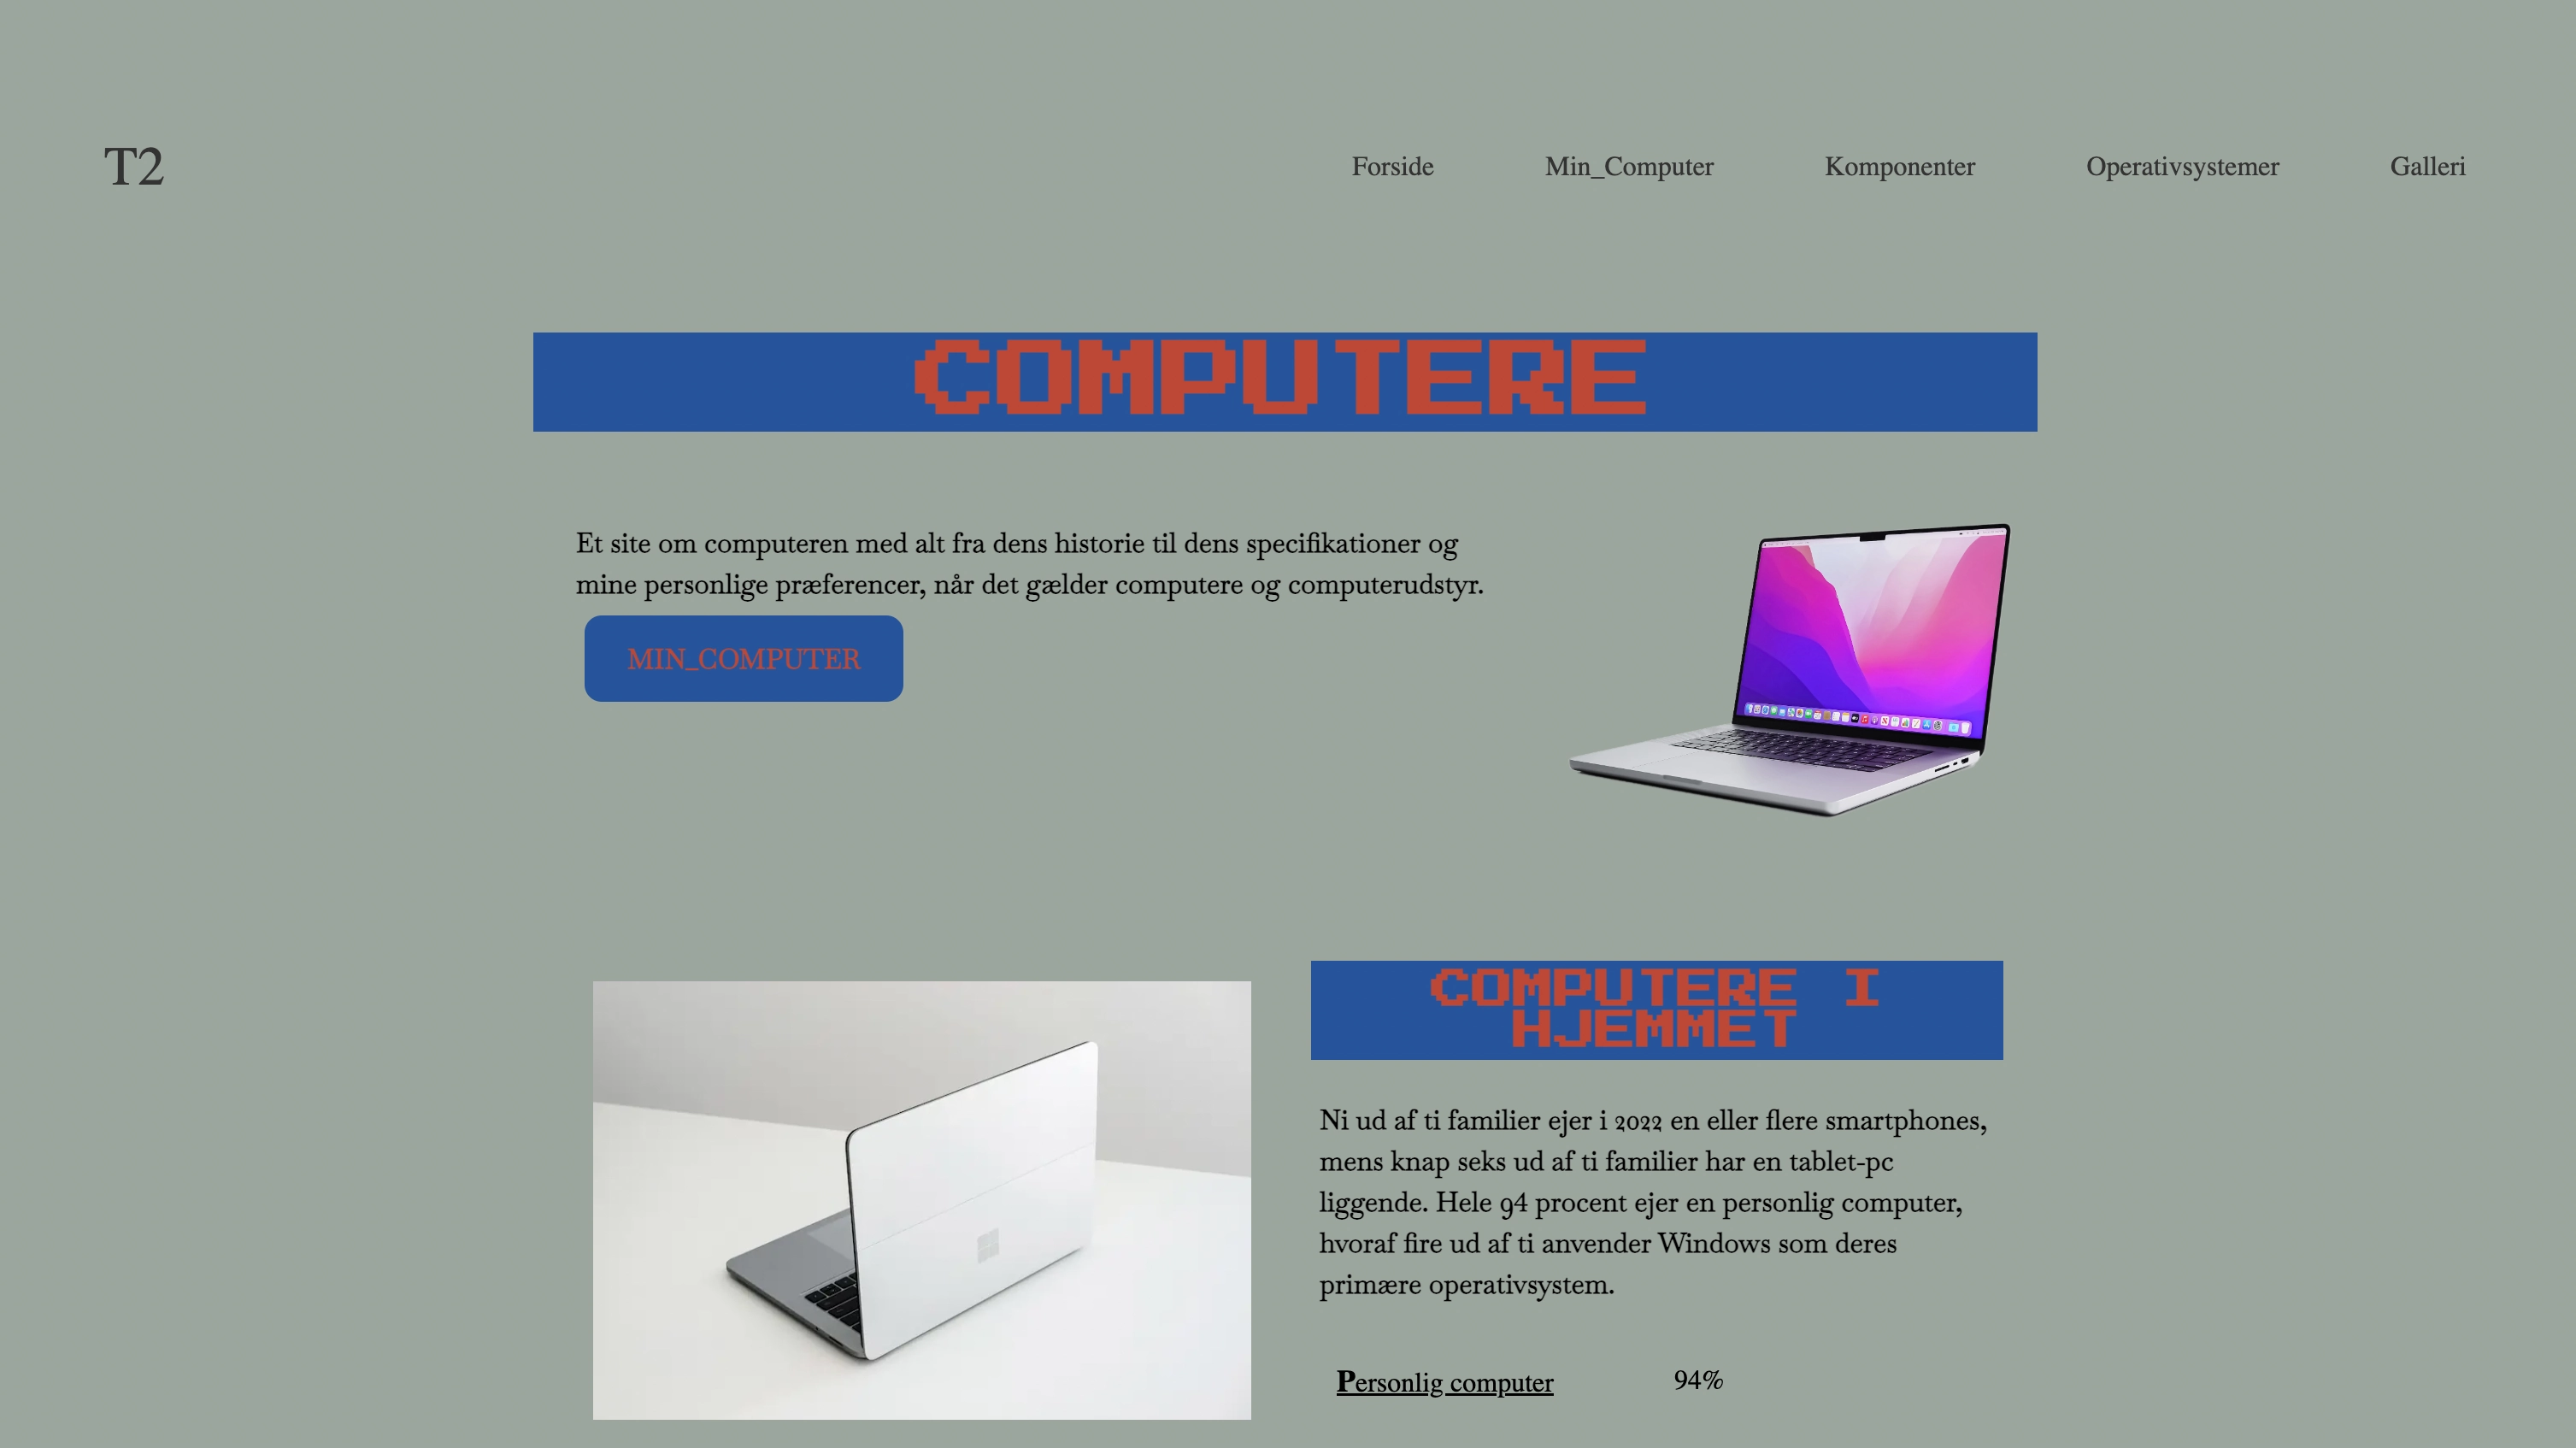 T2
Forside
Min_Computer
Komponenter
Operativsystemer
Galleri
COMPUTERE
Et site om computeren med alt fra dens historie til dens specifikationer og
mine personlige præferencer, når det gælder computere og computerudstyr.
MIN_COMPUTER
COMPUTERE I
HJEMMET
Ni ud af ti familier ejer i 2022 en eller flere smartphones,
mens knap seks ud af ti familier har en tablet-pc
liggende. Hele 94 procent ejer en personlig computer,
hvoraf fire ud af ti anvender Windows som deres
primære operativsystem.
Personlig computer 94%